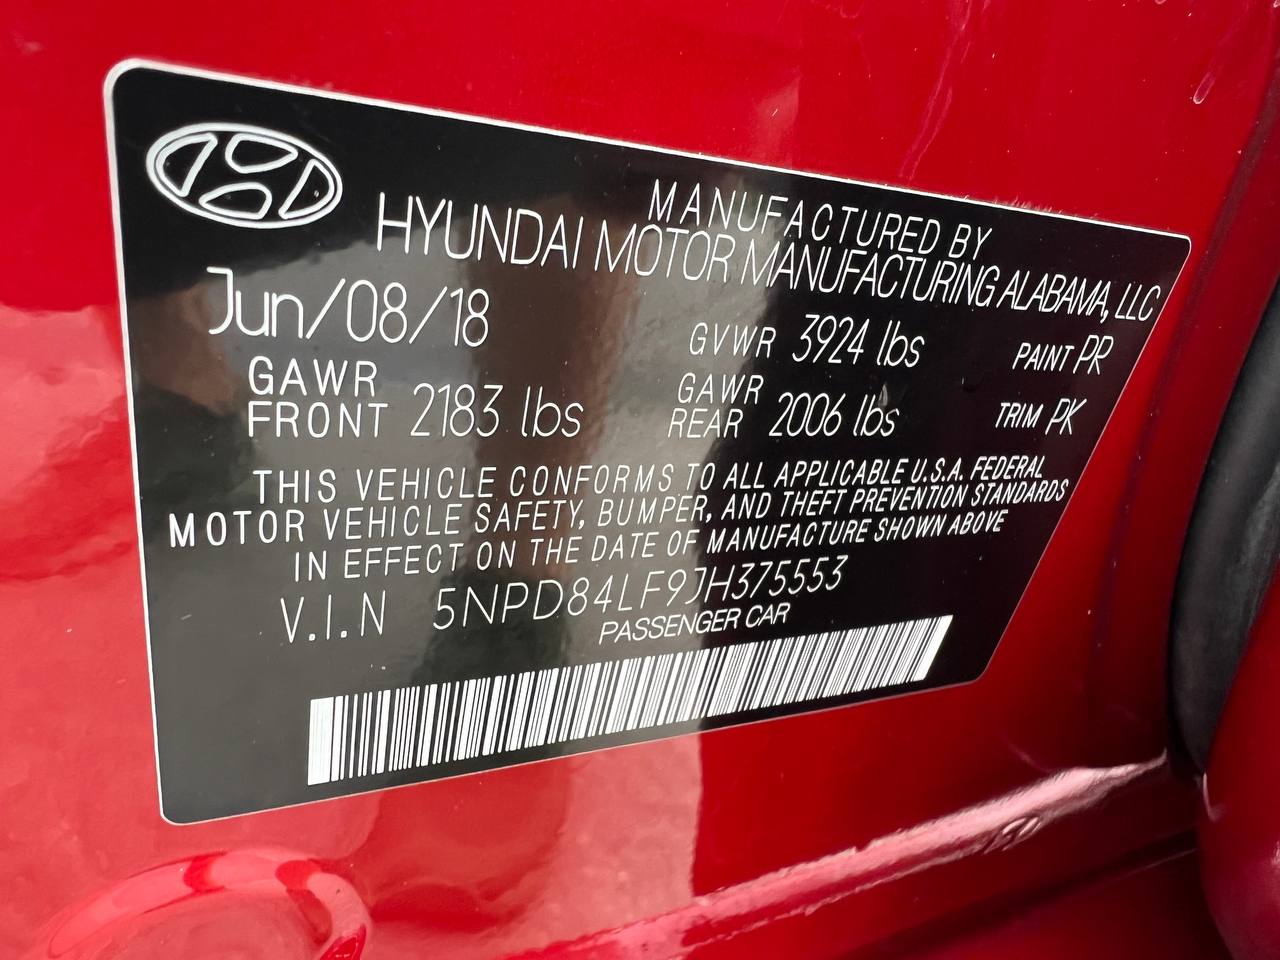 MANUFACTURED BY
HYUNDAI MOTOR MANUFACTURING ALABAMA, LLC
Jun/08/18 GVWR 3924 lbs PAINT PR
GAWR FRONT 2183 lbs GAWR REAR 2006 lbs TRIM PK
THIS VEHICLE CONFORMS TO ALL APPLICABLE U.S.A. FEDERAL
MOTOR VEHICLE SAFETY, BUMPER, AND THEFT PREVENTION STANDARDS
IN EFFECT ON THE DATE OF MANUFACTURE SHOWN ABOVE
V.I.N 5NPD84LF9JH375553
PASSENGER CAR